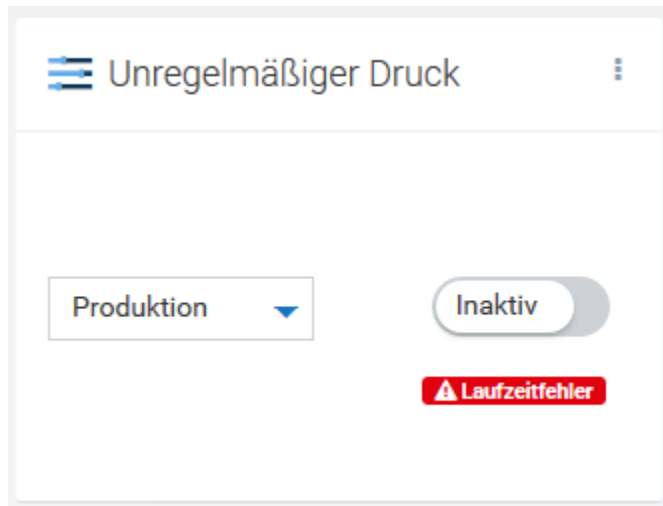 Unregelmäßiger Druck
Produktion
Inaktiv
Laufzeitfehler